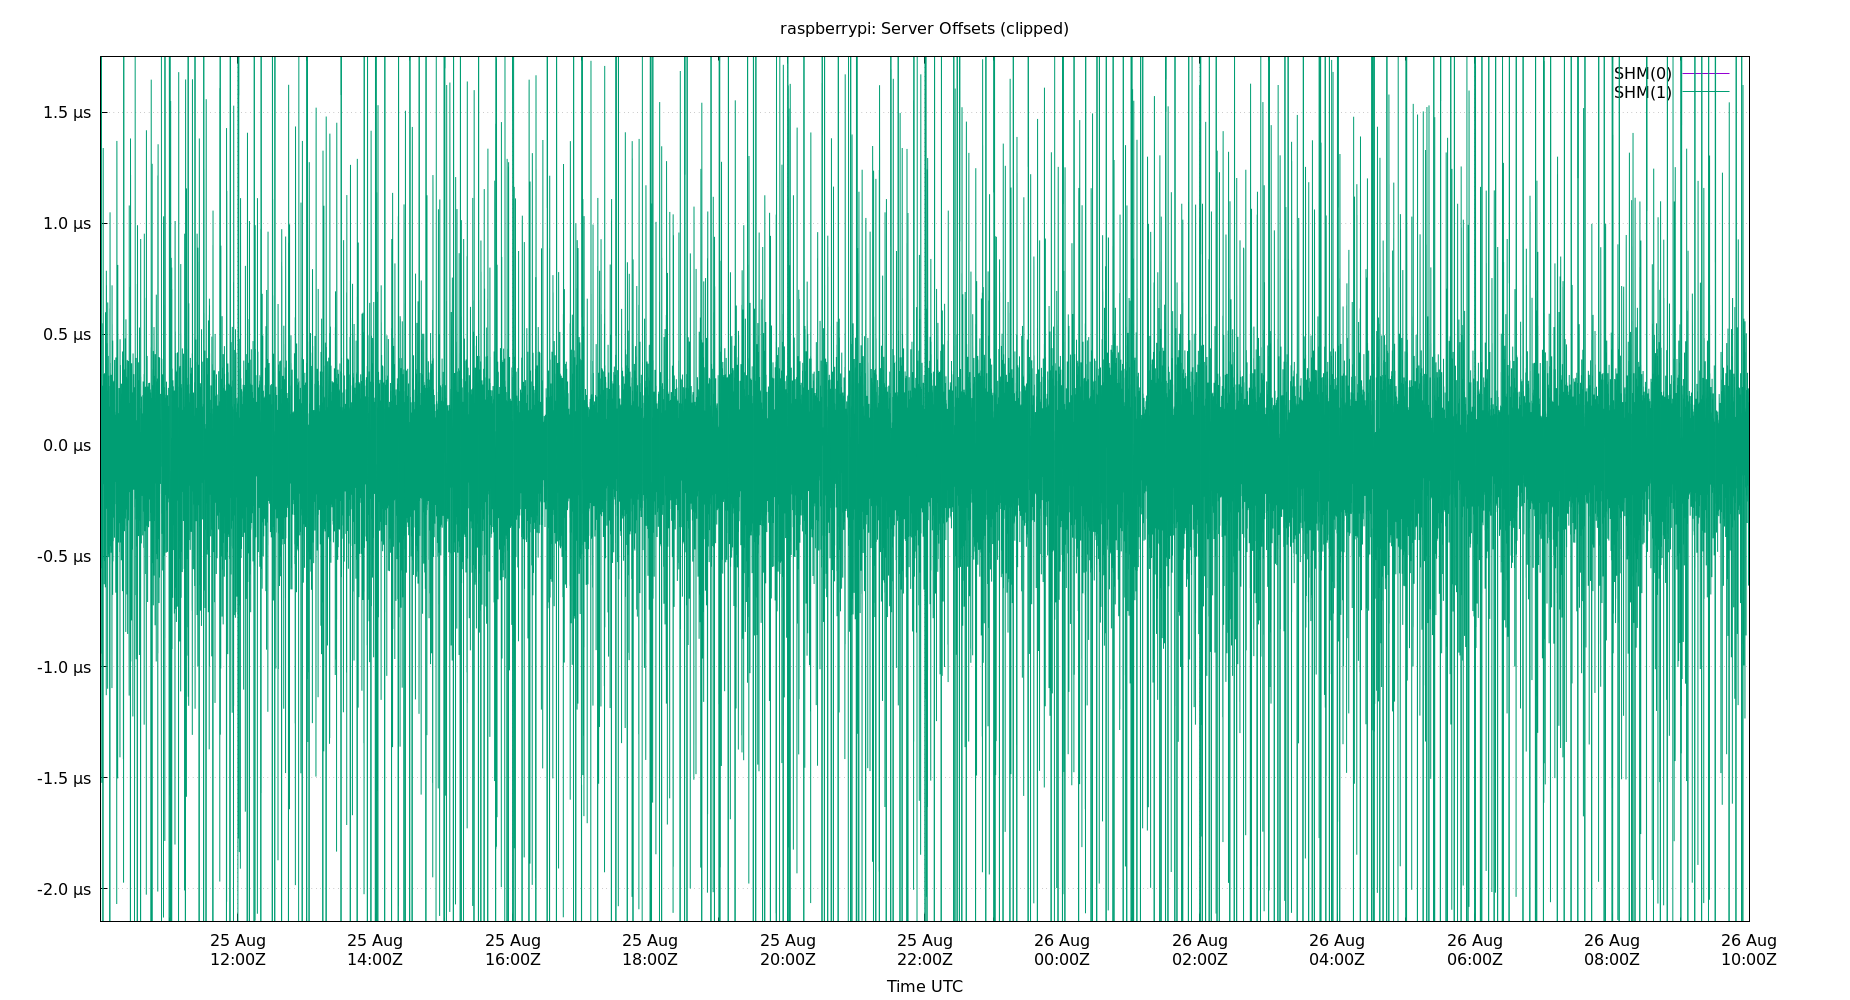 raspberrypi: Server Offsets (clipped)
SHM(0)
SHM(1)
1.5 µs
1.0 µs
0.5 µs
0.0 µs
-0.5 µs
-1.0 µs
-1.5 µs
-2.0 µs
25 Aug 25 Aug 25 Aug 25 Aug 25 Aug 25 Aug 26 Aug 26 Aug 26 Aug 26 Aug 26 Aug 26 Aug
12:00Z 14:00Z 16:00Z 18:00Z 20:00Z 22:00Z 00:00Z 02:00Z 04:00Z 06:00Z 08:00Z 10:00Z
Time UTC